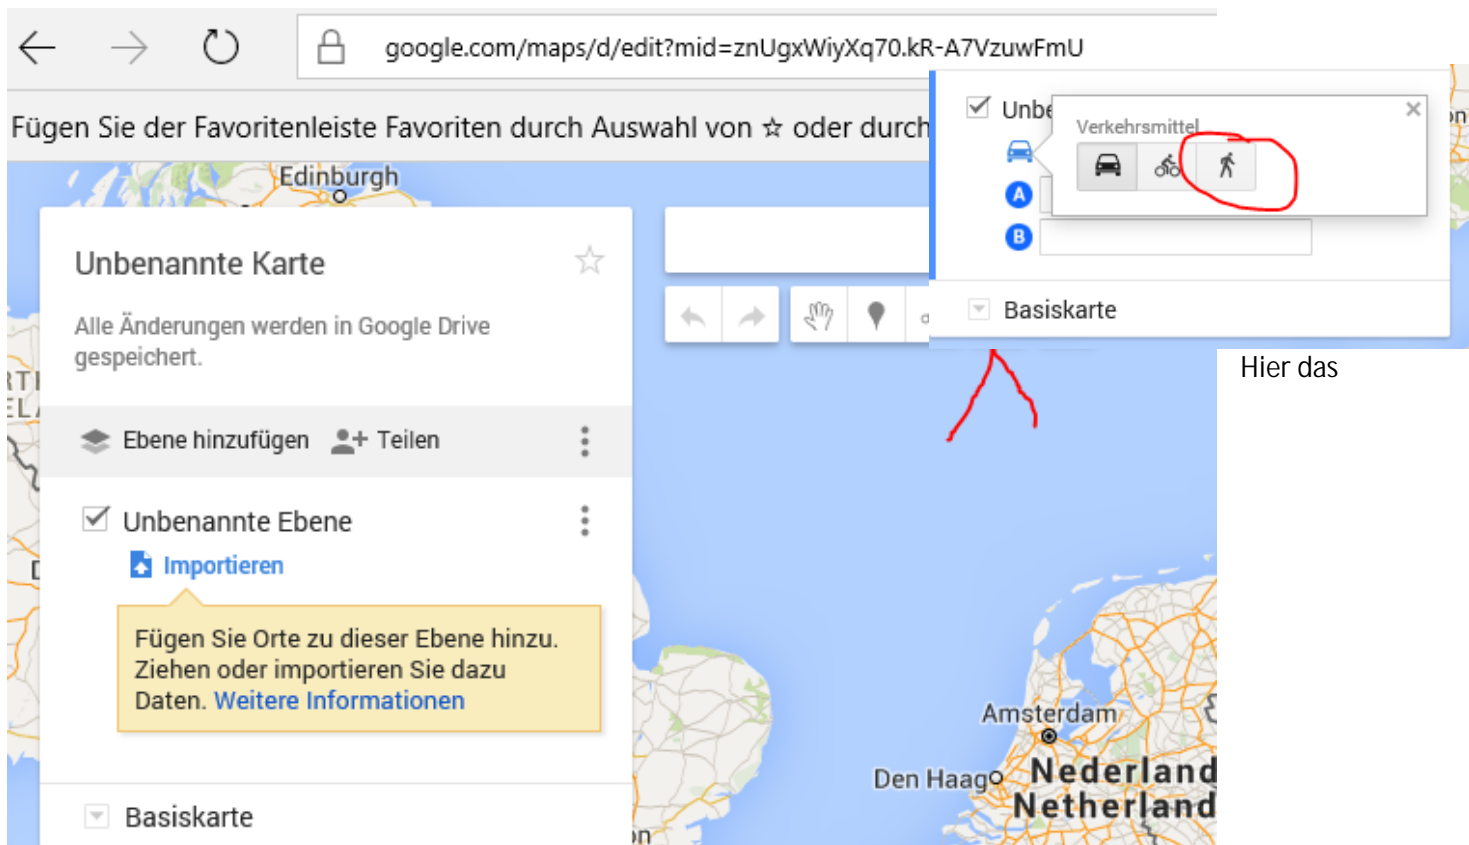 google.com/maps/d/edit?mid=znUgxWiyXq70.kR-A7VzuwFmU
Fügen Sie der Favoritenleiste Favoriten durch Auswahl von ☆ oder durch
Edinburgh
Unbenannte Karte
Alle Änderungen werden in Google Drive
gespeichert.
Ebene hinzufügen Teilen
Unbenannte Ebene
Importieren
Fügen Sie Orte zu dieser Ebene hinzu.
Ziehen oder importieren Sie dazu
Daten. Weitere Informationen
Basiskarte
Unbe
Verkehrsmittel
A
B
Basiskarte
Hier das
Amsterdam
Den Haag
Nederland
Netherland